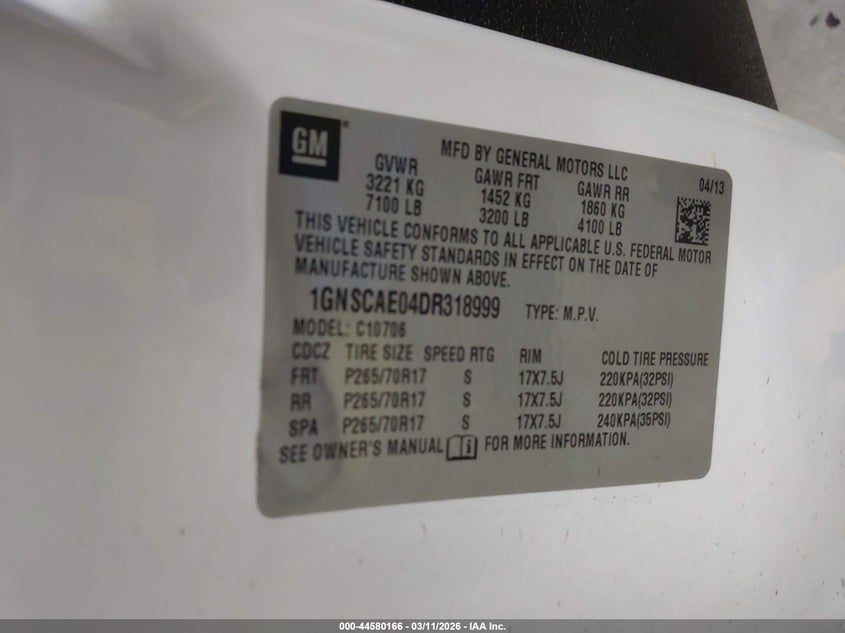 GM
MFD BY GENERAL MOTORS LLC
04/13
GVWR GAWR FRT GAWR RR
3221 KG 1452 KG 1860 KG
7100 LB 3200 LB 4100 LB
THIS VEHICLE CONFORMS TO ALL APPLICABLE U.S. FEDERAL MOTOR
VEHICLE SAFETY STANDARDS IN EFFECT ON THE DATE OF
MANUFACTURE SHOWN ABOVE.
1GNSCAE04DR318999 TYPE: M.P.V.
MODEL: C10706
CDCZ TIRE SIZE SPEED RTG RIM COLD TIRE PRESSURE
FRT P265/70R17 S 17X7.5J 220KPA(32PSI)
RR P265/70R17 S 17X7.5J 220KPA(32PSI)
SPA P265/70R17 S 17X7.5J 240KPA(35PSI)
SEE OWNER'S MANUAL FOR MORE INFORMATION.
000-44580166 - 03/11/2026 - IAA Inc.